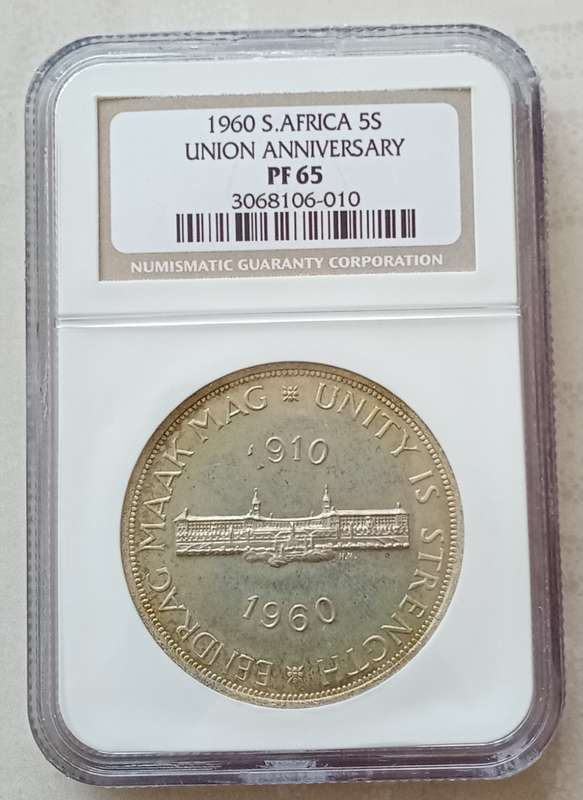 1960 S.AFRICA 5S
UNION ANNIVERSARY
PF 65
3068106-010
NUMISMATIC GUARANTY CORPORATION
EENDRAG MAAK MAG
UNITY IS STRENGTH
1910
H.M.
1960